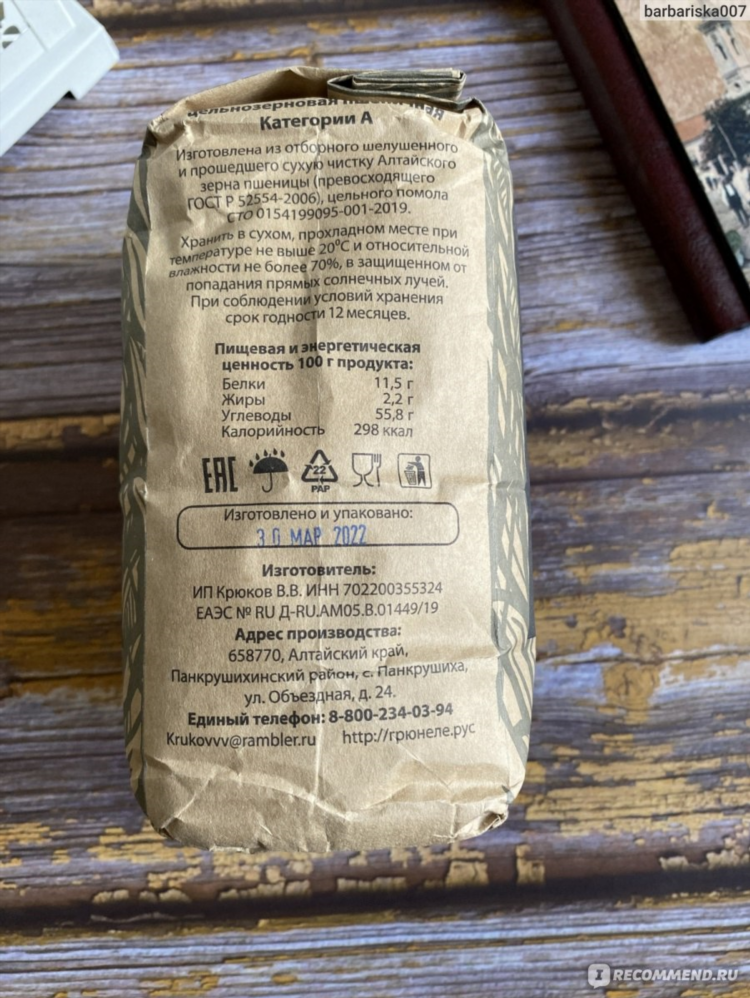 barbariska007
цельнозерновая
Категории А
Изготовлена из отборного шелушенного
и прошедшего сухую чистку Алтайского
зерна пшеницы (превосходящего
ГОСТ Р 52554-2006), цельного помола
СТО 0154199095-001-2019.
Хранить в сухом, прохладном месте при
температуре не выше 20⁰С и относительной
влажности не более 70%, в защищенном от
попадания прямых солнечных лучей.
При соблюдении условий хранения
срок годности 12 месяцев.
Пищевая и энергетическая
ценность 100 г продукта:
Белки 11,5 г
Жиры 2,2 г
Углеводы 55,8 г
Калорийность 298 ккал
EAC
22
PAP
Изготовлено и упаковано:
30 МАР 2022
Изготовитель:
ИП Крюков В.В. ИНН 702200355324
ЕАЭС № RU Д-RU.АМ05.В.01449/19
Адрес производства:
658770, Алтайский край,
Панкрушихинский район, с. Панкрушиха,
ул. Объездная, д. 24.
Единый телефон: 8-800-234-03-94
Krukovvv@rambler.ru http://грюнеле.рус
RECOMMEND.RU